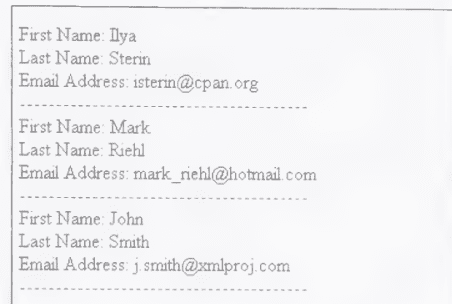 First Name: Ilya
Last Name: Sterin
Email Address: isterin@cpan.org
------------------------------------
First Name: Mark
Last Name: Riehl
Email Address: mark_riehl@hotmail.com
------------------------------------
First Name: John
Last Name: Smith
Email Address: j.smith@xmlproj.com
------------------------------------